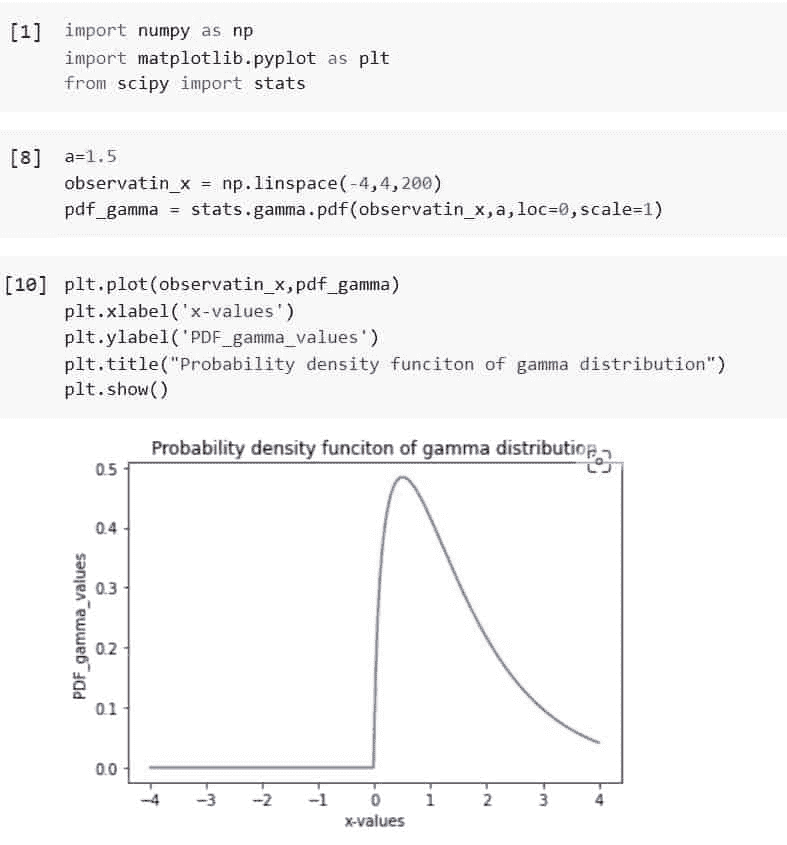 [1] import numpy as np
import matplotlib.pyplot as plt
from scipy import stats
[8] a=1.5
observatin_x = np.linspace(-4,4,200)
pdf_gamma = stats.gamma.pdf(observatin_x,a,loc=0,scale=1)
[10] plt.plot(observatin_x,pdf_gamma)
plt.xlabel('x-values')
plt.ylabel('PDF_gamma_values')
plt.title("Probability density funciton of gamma distribution")
plt.show()
Probability density funciton of gamma distribution
0.5
0.4
0.3
0.2
0.1
0.0
PDF_gamma_values
−4 −3 −2 −1 0 1 2 3 4
x-values